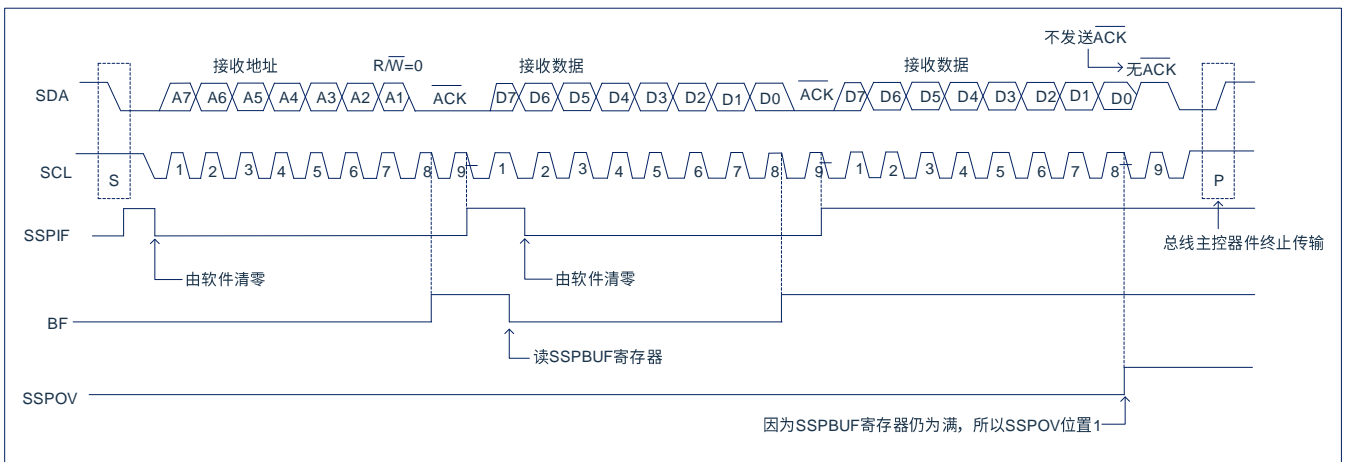 不发送ACK
接收地址 R/W=0 接收数据 接收数据 无ACK
SDA A7 A6 A5 A4 A3 A2 A1 ACK D7 D6 D5 D4 D3 D2 D1 D0 ACK D7 D6 D5 D4 D3 D2 D1 D0
SCL S 1 2 3 4 5 6 7 8 9 1 2 3 4 5 6 7 8 9 1 2 3 4 5 6 7 8 9 P
SSPIF
总线主控器件终止传输
由软件清零 由软件清零
BF
读SSPBUF寄存器
SSPOV
因为SSPBUF寄存器仍为满，所以SSPOV位置1